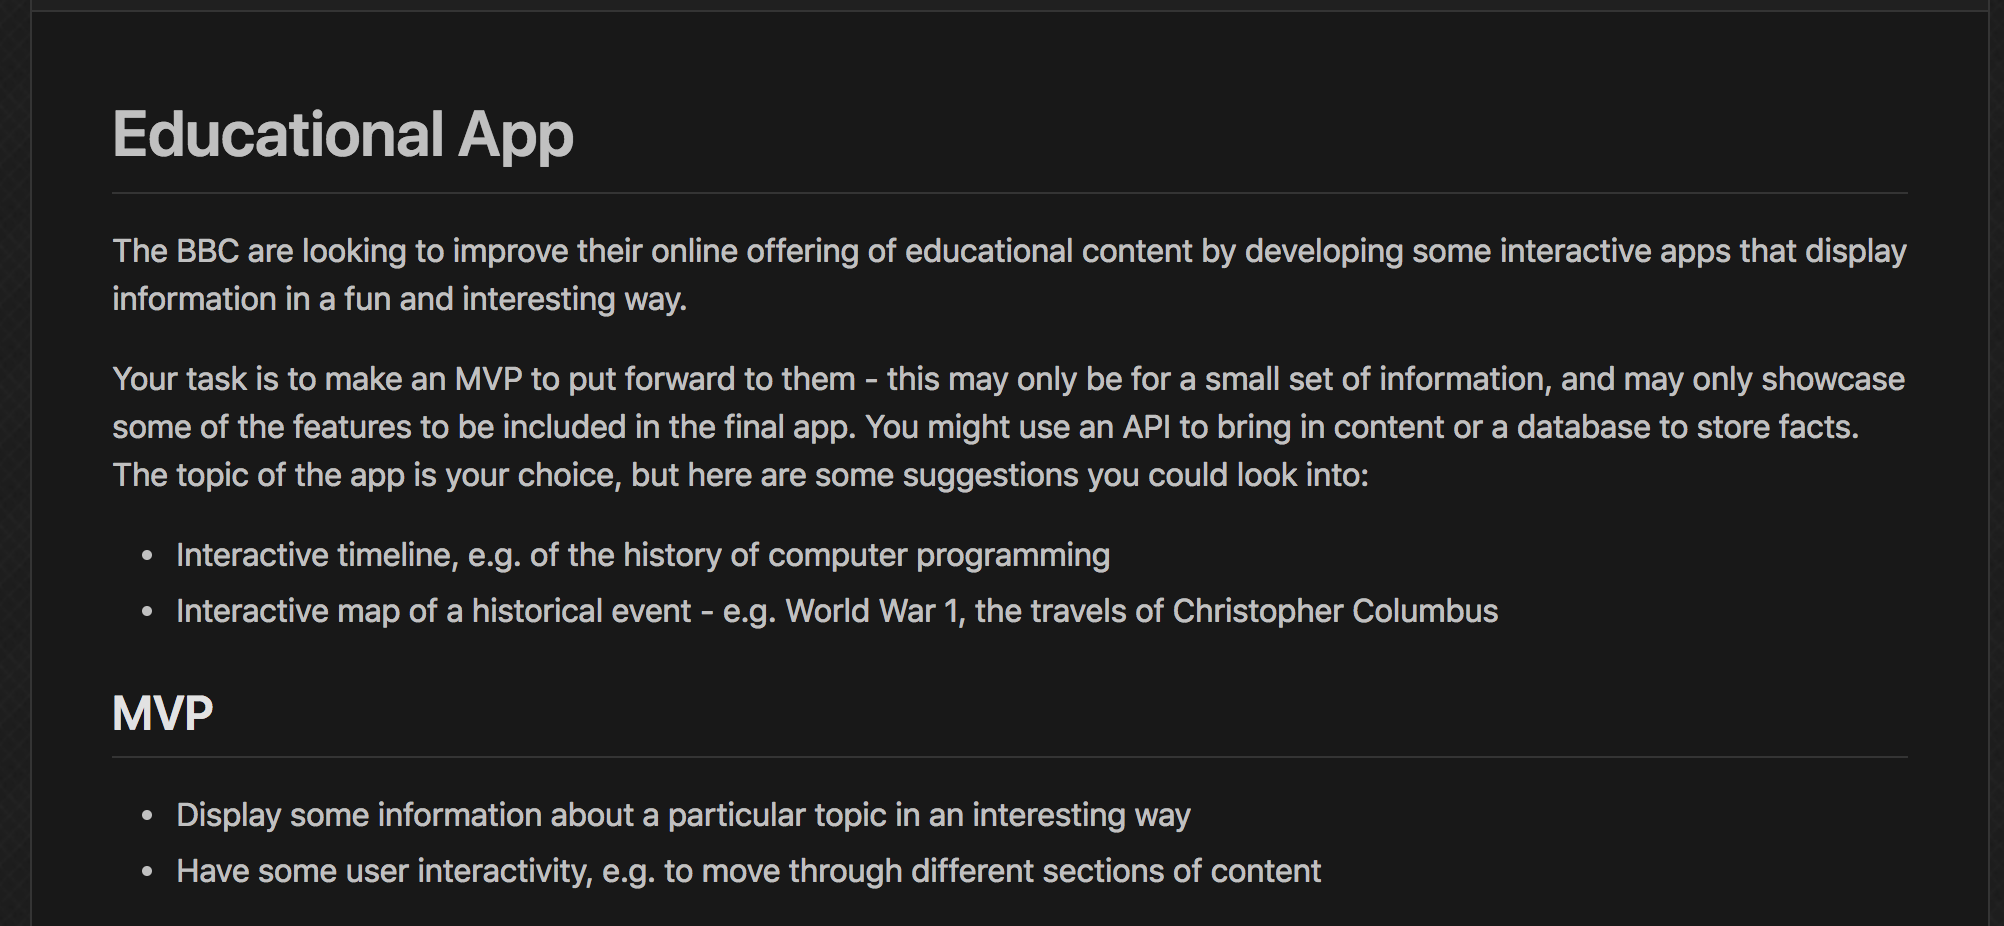 Educational App
The BBC are looking to improve their online offering of educational content by developing some interactive apps that display
information in a fun and interesting way.
Your task is to make an MVP to put forward to them - this may only be for a small set of information, and may only showcase
some of the features to be included in the final app. You might use an API to bring in content or a database to store facts.
The topic of the app is your choice, but here are some suggestions you could look into:
• Interactive timeline, e.g. of the history of computer programming
• Interactive map of a historical event - e.g. World War 1, the travels of Christopher Columbus
MVP
• Display some information about a particular topic in an interesting way
• Have some user interactivity, e.g. to move through different sections of content